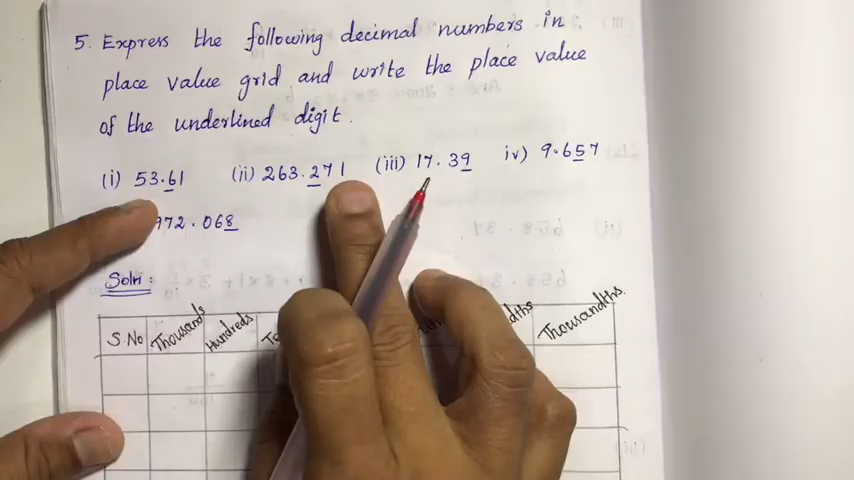 5. Express the following decimal numbers in
place value grid and write the place value
of the underlined digit.
(i) 53.61 (ii) 263.271 (iii) 17.39 iv) 9.657
972.068
Soln:
S.No Thousands Hundreds Thousandths